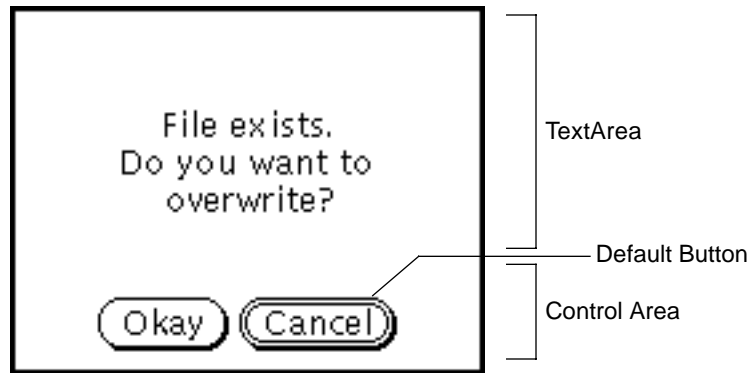 File exists.
Do you want to
overwrite?
Okay Cancel
TextArea
Default Button
Control Area